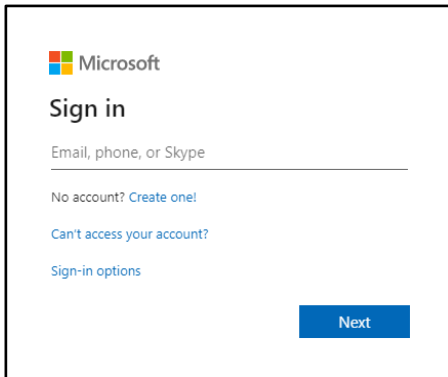 Microsoft
Sign in
Email, phone, or Skype
No account? Create one!
Can't access your account?
Sign-in options
Next